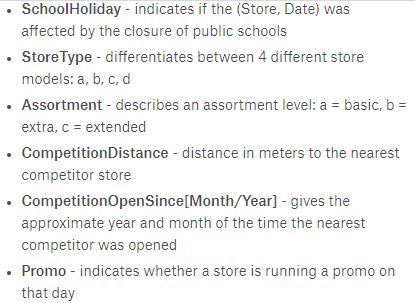 • SchoolHoliday - indicates if the (Store, Date) was
affected by the closure of public schools
• StoreType - differentiates between 4 different store
models: a, b, c, d
• Assortment - describes an assortment level: a = basic, b =
extra, c = extended
• CompetitionDistance - distance in meters to the nearest
competitor store
• CompetitionOpenSince[Month/Year] - gives the
approximate year and month of the time the nearest
competitor was opened
• Promo - indicates whether a store is running a promo on
that day